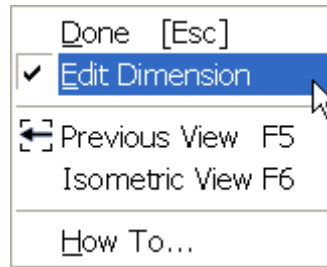 Done [Esc]
Edit Dimension
Previous View F5
Isometric View F6
How To...